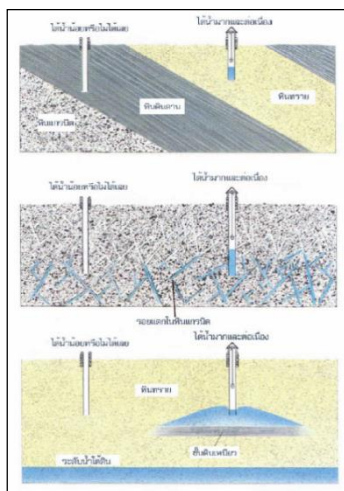 ได้น้ำน้อยหรือไม่ได้เลย
ได้น้ำมากและต่อเนื่อง
หินทราย
หินดินดาน
หินแกรนิต
ได้น้ำน้อยหรือไม่ได้เลย
ได้น้ำมากและต่อเนื่อง
รอยแตกในหินแกรนิต
ได้น้ำน้อยหรือไม่ได้เลย
ได้น้ำมากและต่อเนื่อง
หินทราย
ชั้นดินเหนียว
ระดับน้ำใต้ดิน